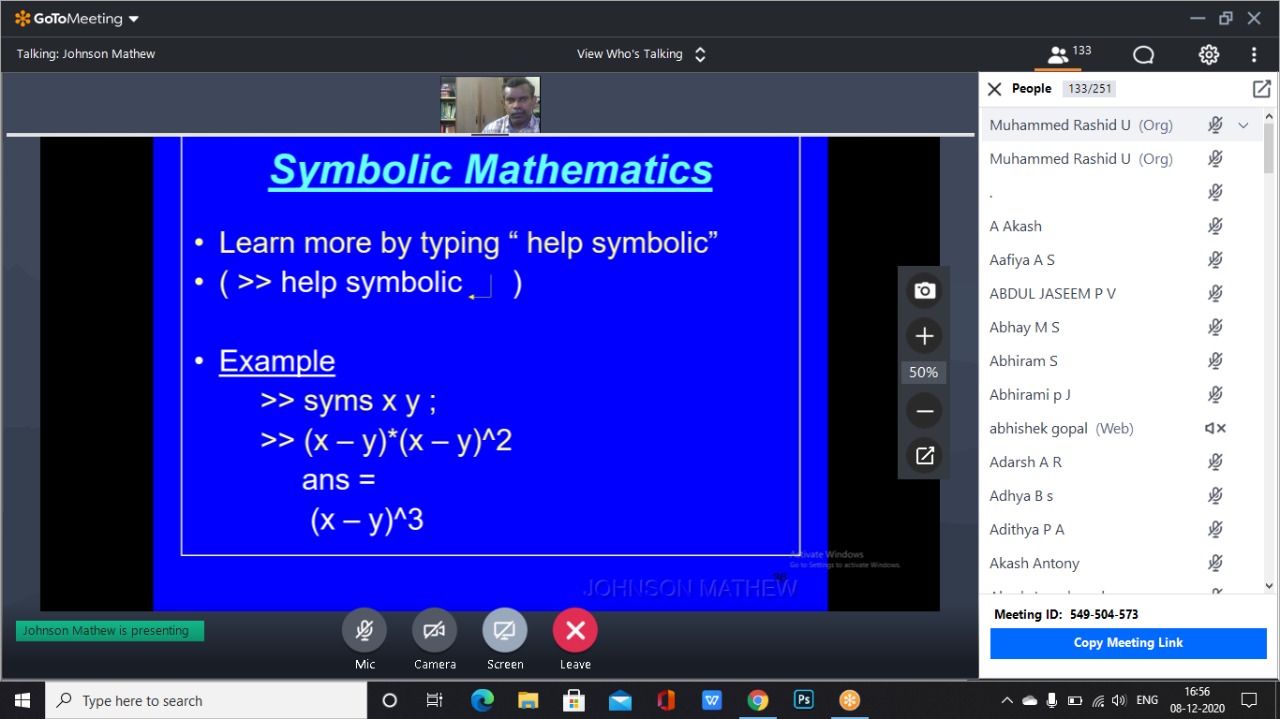 GoToMeeting
Talking: Johnson Mathew
View Who's Talking
133
People 133/251
Muhammed Rashid U (Org)
Muhammed Rashid U (Org)
.
A Akash
Aafiya A S
ABDUL JASEEM P V
Abhay M S
Abhiram S
Abhirami p J
abhishek gopal (Web)
Adarsh A R
Adhya B s
Adithya P A
Akash Antony
Meeting ID: 549-504-573
Copy Meeting Link
Symbolic Mathematics
• Learn more by typing “ help symbolic”
• ( >> help symbolic )
• Example
>> syms x y ;
>> (x – y)*(x – y)^2
ans =
(x – y)^3
50%
Activate Windows
Go to Settings to activate Windows.
JOHNSON MATHEW
Johnson Mathew is presenting
Mic
Camera
Screen
Leave
Type here to search
W
Ps
ENG
16:56
08-12-2020